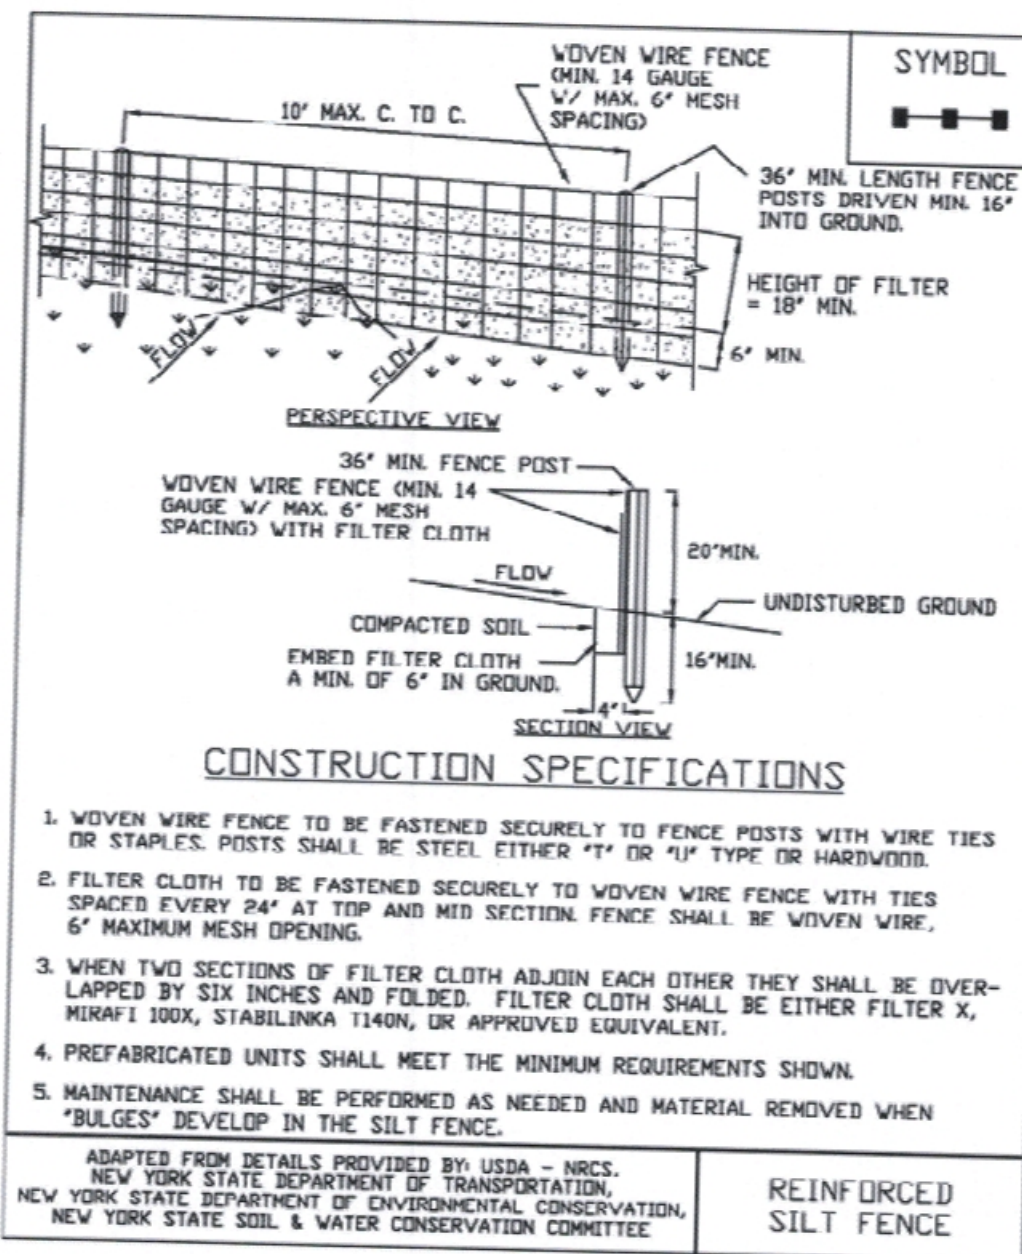 WOVEN WIRE FENCE
(MIN. 14 GAUGE
W/ MAX. 6" MESH
SPACING)
SYMBOL
10' MAX. C. TO C.
36" MIN. LENGTH FENCE
POSTS DRIVEN MIN. 16"
INTO GROUND.
HEIGHT OF FILTER
= 18" MIN.
6" MIN.
FLOW
FLOW
PERSPECTIVE VIEW
36" MIN. FENCE POST
WOVEN WIRE FENCE (MIN. 14
GAUGE W/ MAX. 6" MESH
SPACING) WITH FILTER CLOTH
20"MIN.
FLOW
UNDISTURBED GROUND
COMPACTED SOIL
EMBED FILTER CLOTH
A MIN. OF 6" IN GROUND.
16"MIN.
4"
SECTION VIEW
CONSTRUCTION SPECIFICATIONS
1. WOVEN WIRE FENCE TO BE FASTENED SECURELY TO FENCE POSTS WITH WIRE TIES
OR STAPLES. POSTS SHALL BE STEEL EITHER "T" OR "U" TYPE OR HARDWOOD.
2. FILTER CLOTH TO BE FASTENED SECURELY TO WOVEN WIRE FENCE WITH TIES
SPACED EVERY 24" AT TOP AND MID SECTION. FENCE SHALL BE WOVEN WIRE,
6" MAXIMUM MESH OPENING.
3. WHEN TWO SECTIONS OF FILTER CLOTH ADJOIN EACH OTHER THEY SHALL BE OVER-
LAPPED BY SIX INCHES AND FOLDED. FILTER CLOTH SHALL BE EITHER FILTER X,
MIRAFI 100X, STABILINKA T140N, OR APPROVED EQUIVALENT.
4. PREFABRICATED UNITS SHALL MEET THE MINIMUM REQUIREMENTS SHOWN.
5. MAINTENANCE SHALL BE PERFORMED AS NEEDED AND MATERIAL REMOVED WHEN
"BULGES" DEVELOP IN THE SILT FENCE.
ADAPTED FROM DETAILS PROVIDED BY: USDA - NRCS.
NEW YORK STATE DEPARTMENT OF TRANSPORTATION,
NEW YORK STATE DEPARTMENT OF ENVIRONMENTAL CONSERVATION,
NEW YORK STATE SOIL & WATER CONSERVATION COMMITTEE
REINFORCED
SILT FENCE